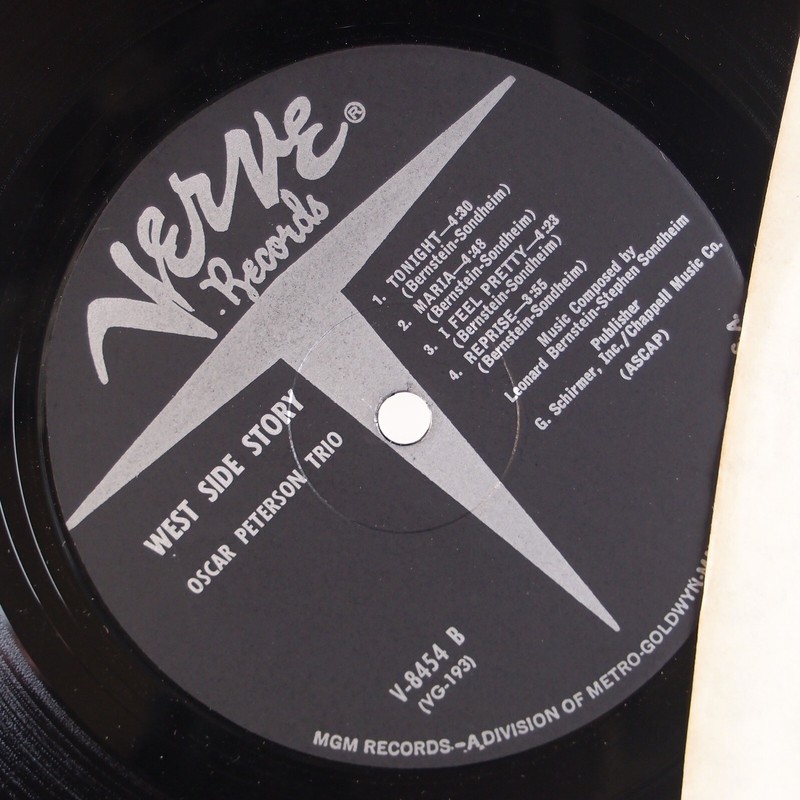 VERVE®
Records
1. TONIGHT—4:30
(Bernstein-Sondheim)
2. MARIA—4:48
(Bernstein-Sondheim)
3. I FEEL PRETTY—4:23
(Bernstein-Sondheim)
4. REPRISE—3:55
(Bernstein-Sondheim)
Music Composed by
Leonard Bernstein-Stephen Sondheim
Publisher
G. Schirmer, Inc./Chappell Music Co.
(ASCAP)
WEST SIDE STORY
OSCAR PETERSON TRIO
V-8454 B
(VG-193)
MGM RECORDS—A DIVISION OF METRO-GOLDWYN-